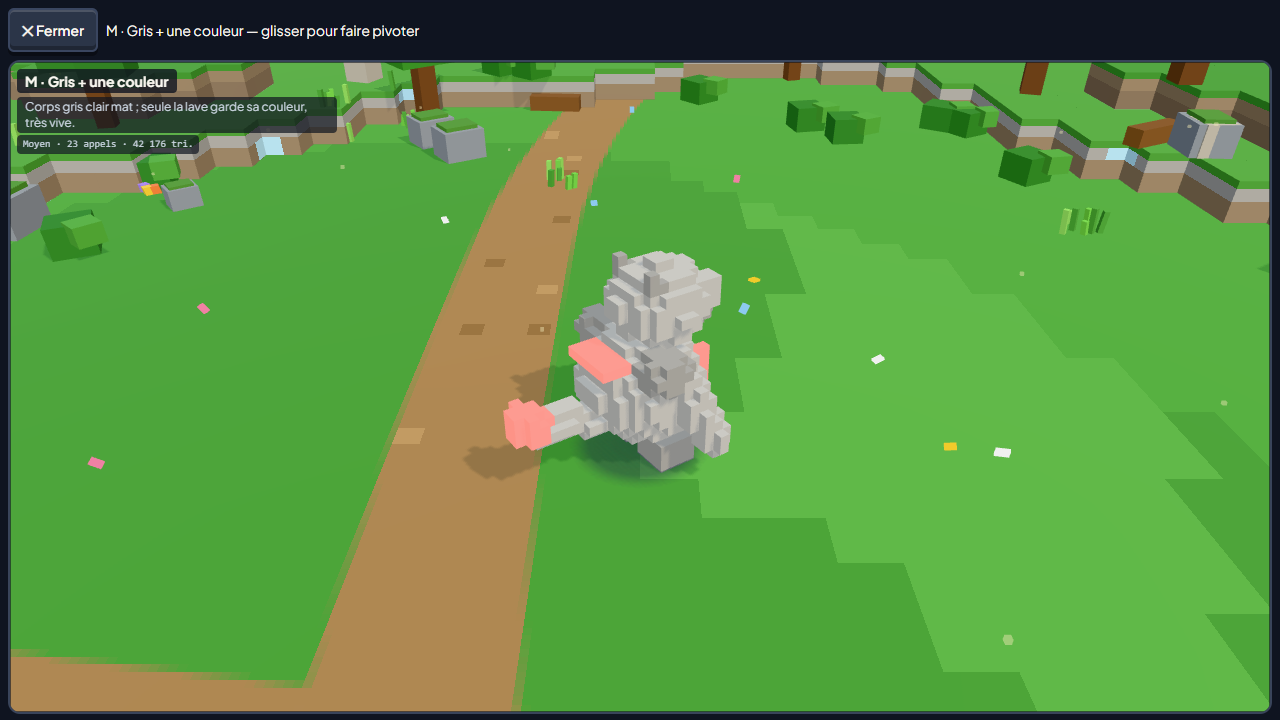 ✕ Fermer
M · Gris + une couleur — glisser pour faire pivoter
M · Gris + une couleur
Corps gris clair mat ; seule la lave garde sa couleur,
très vive.
Moyen · 23 appels · 42 176 tri.